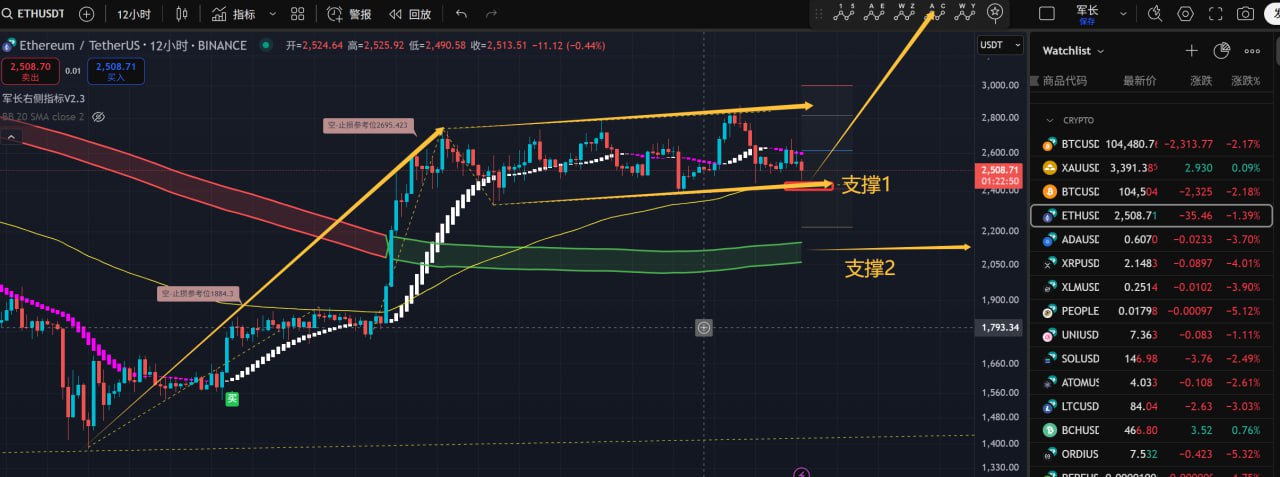 ETHUSDT 12小时 指标 警报 回放
1 5 A E W Z A C W Y
军长
保存
Ethereum / TetherUS · 12小时 · BINANCE 开=2,524.64 高=2,525.92 低=2,490.58 收=2,513.51 -11.12 (-0.44%)
2,508.70
卖出
0.01
2,508.71
买入
军长右侧指标V2.3
BB 20 SMA close 2
空-止损参考位2695.423
空-止损参考位1884.3
买
支撑1
支撑2
USDT
3,000.00
2,800.00
2,600.00
2,508.71
01:22:50
2,400.00
2,200.00
2,050.00
1,900.00
1,793.34
1,660.00
1,560.00
1,480.00
1,400.00
1,330.00
Watchlist
商品代码 最新价 涨跌 涨跌%
CRYPTO
BTCUSD 104,480.7 -2,313.77 -2.17%
XAUUSD 3,391.385 2.930 0.09%
BTCUSD 104,504 -2,325 -2.18%
ETHUSD 2,508.71 -35.46 -1.39%
ADAUSD 0.6070 -0.0233 -3.70%
XRPUSD 2.1483 -0.0897 -4.01%
XLMUSD 0.2514 -0.0102 -3.90%
PEOPLE 0.01798 -0.00097 -5.12%
UNIUSD 7.363 -0.083 -1.11%
SOLUSD 146.98 -3.76 -2.49%
ATOMUS 4.033 -0.108 -2.61%
LTCUSD 84.04 -2.63 -3.03%
BCHUSD 466.80 3.52 0.76%
ORDIUS 7.532 -0.423 -5.32%